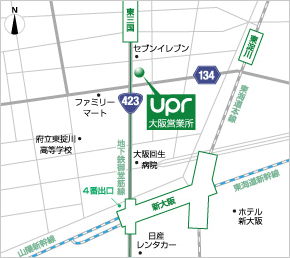 N
東三国
セブンイレブン
東淀川
134
ファミリー
マート
423
upr
大阪営業所
東海道本線
府立東淀川
高等学校
地下鉄御堂筋線
大阪回生
病院
4番出口
新大阪
東海道新幹線
ホテル
新大阪
山陽新幹線
日産
レンタカー